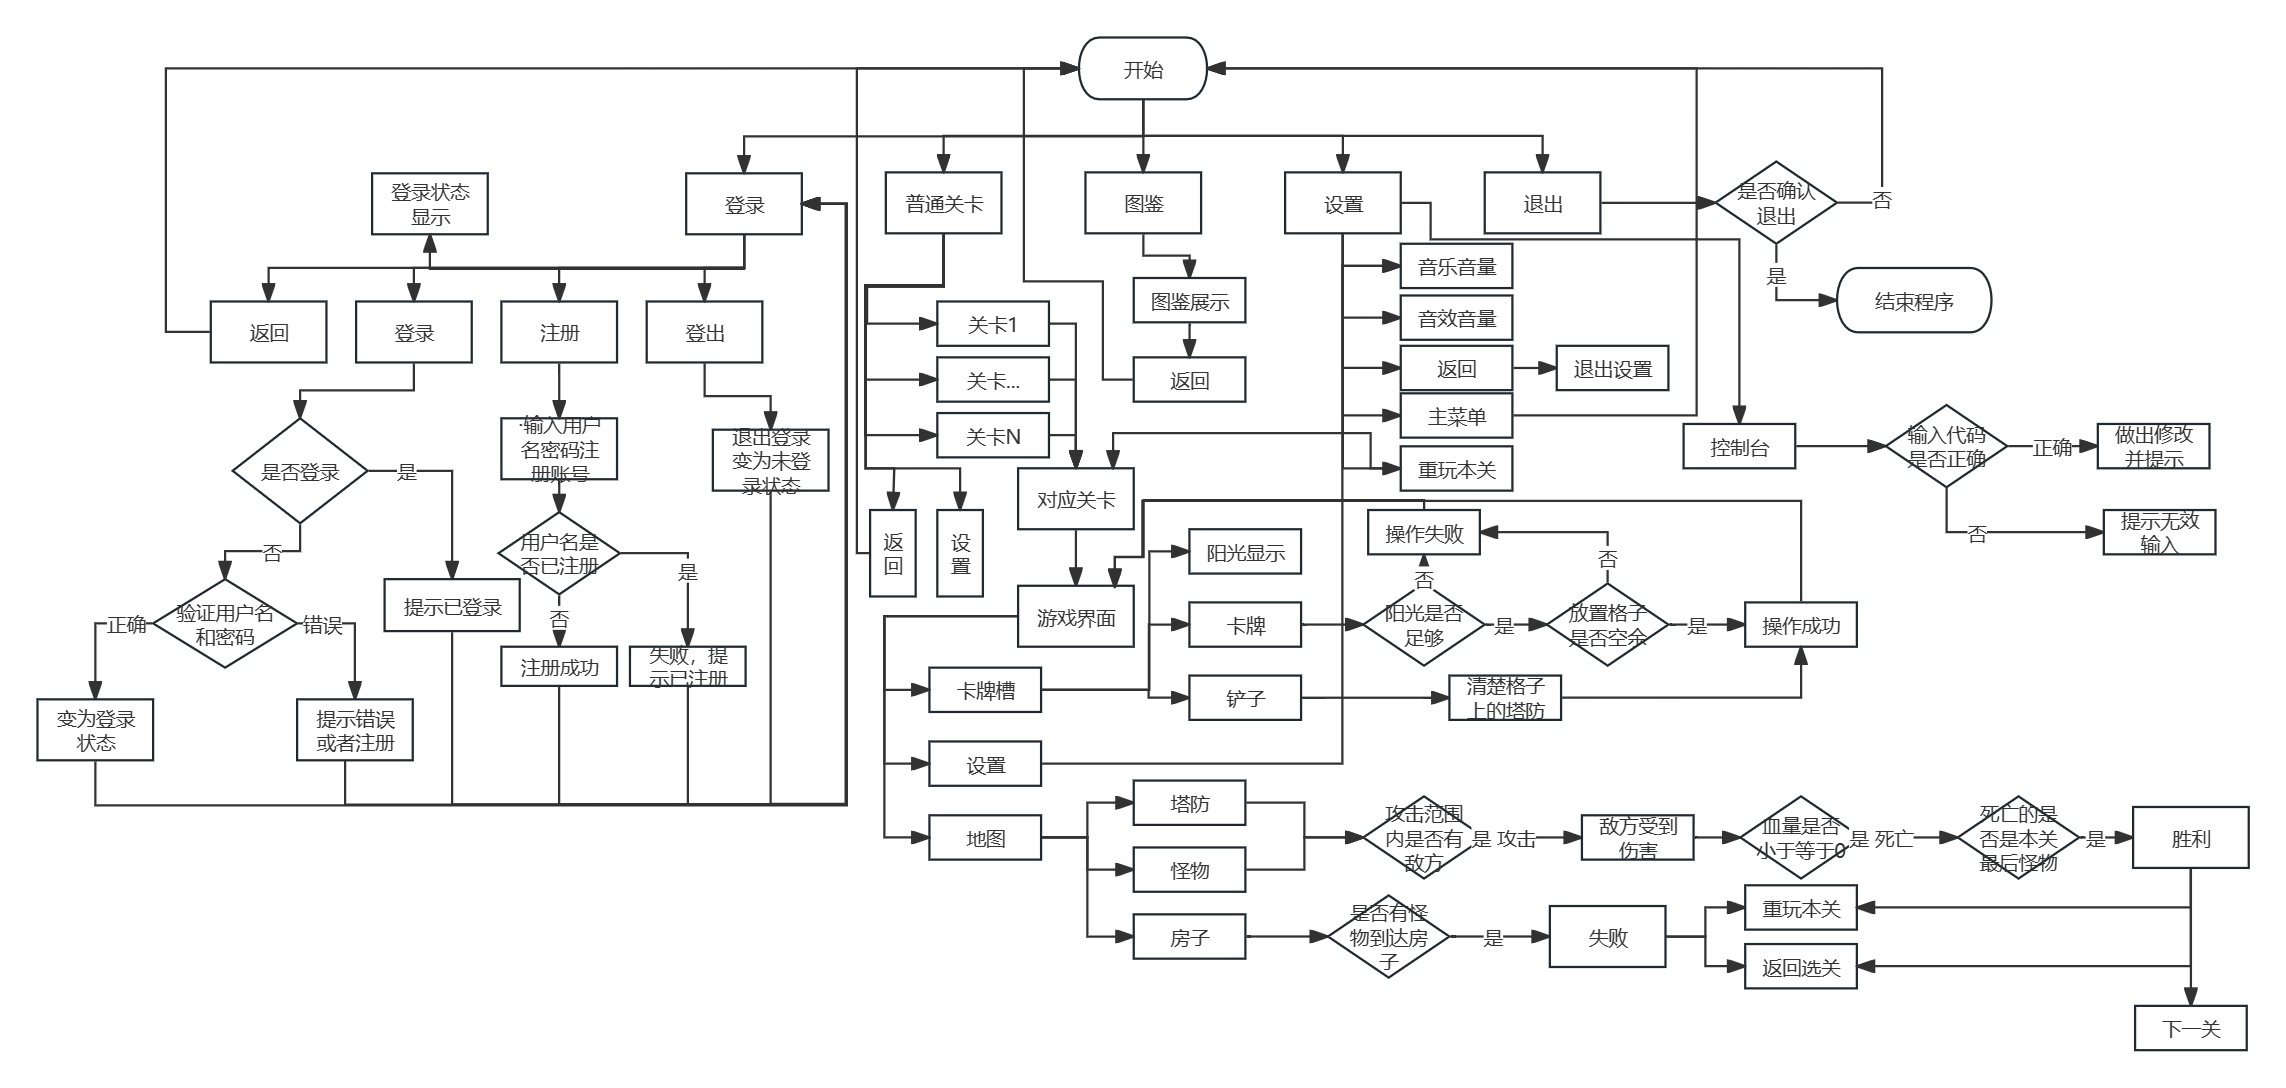 开始
登录状态
显示
登录
普通关卡
图鉴
设置
退出
是否确认
退出
否
是
结束程序
返回
登录
注册
登出
关卡1
关卡...
关卡N
图鉴展示
返回
音乐音量
音效音量
返回
退出设置
主菜单
重玩本关
控制台
输入代码
是否正确
正确
做出修改
并提示
否
提示无效
输入
是否登录
是
否
·输入用户
名密码注
册账号
退出登录
变为未登
录状态
用户名是
否已注册
是
否
验证用户名
和密码
正确
错误
提示已登录
注册成功
失败，提
示已注册
变为登录
状态
提示错误
或者注册
返
回
设
置
对应关卡
游戏界面
阳光显示
操作失败
否
否
卡牌
阳光是否
足够
是
放置格子
是否空余
是
操作成功
卡牌槽
铲子
清楚格子
上的塔防
设置
地图
塔防
怪物
房子
攻击范围
内是否有
敌方
是 攻击
敌方受到
伤害
血量是否
小于等于0
是 死亡
死亡的是
否是本关
最后怪物
是
胜利
是否有怪
物到达房
子
是
失败
重玩本关
返回选关
下一关